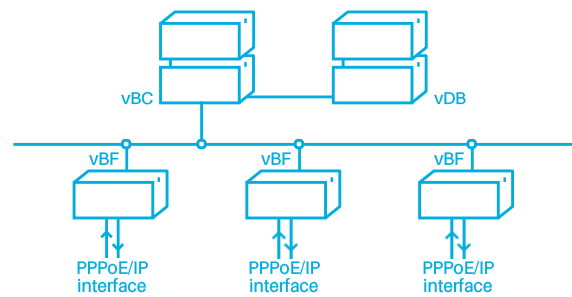 vBC
vDB
vBF
vBF
vBF
PPPoE/IP
interface
PPPoE/IP
interface
PPPoE/IP
interface